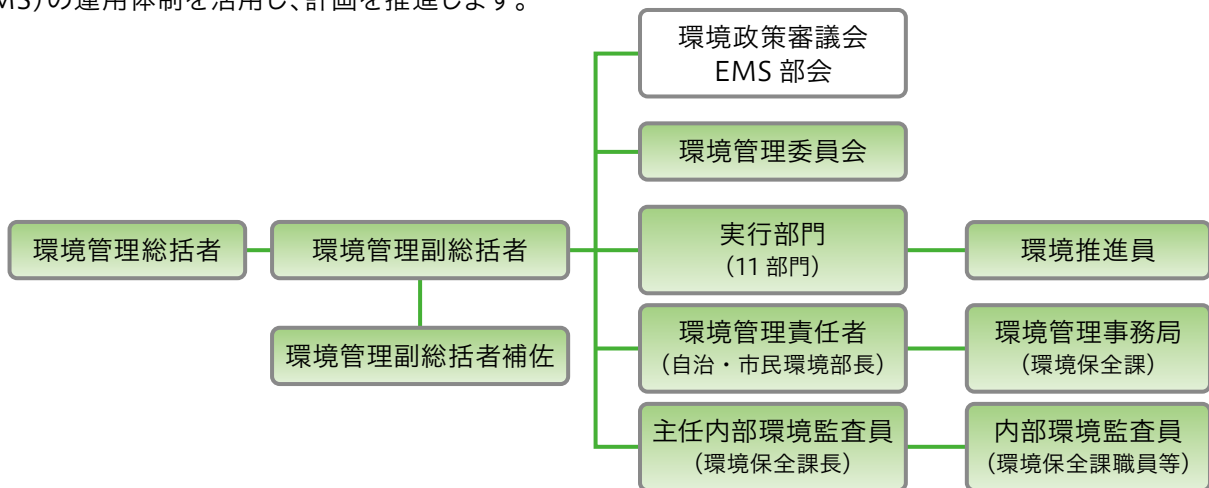 MS）の運用体制を活用し、計画を推進します。
環境政策審議会
EMS 部会
環境管理委員会
環境管理総括者
環境管理副総括者
実行部門
（11 部門）
環境推進員
環境管理副総括者補佐
環境管理責任者
（自治・市民環境部長）
環境管理事務局
（環境保全課）
主任内部環境監査員
（環境保全課長）
内部環境監査員
（環境保全課職員等）